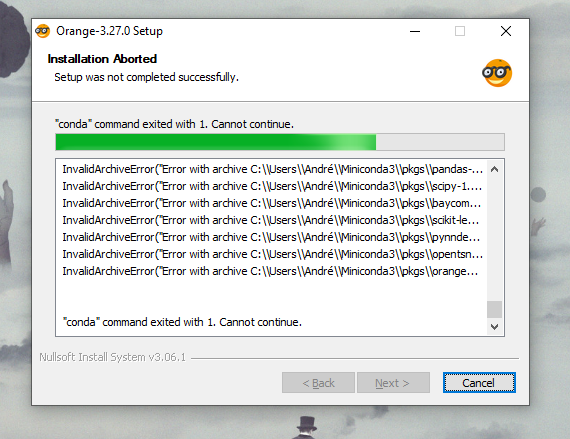 Orange-3.27.0 Setup
Installation Aborted
Setup was not completed successfully.
"conda" command exited with 1. Cannot continue.
InvalidArchiveError("Error with archive C:\\Users\\André\\Miniconda3\\pkgs\\pandas-...
InvalidArchiveError("Error with archive C:\\Users\\André\\Miniconda3\\pkgs\\scipy-1....
InvalidArchiveError("Error with archive C:\\Users\\André\\Miniconda3\\pkgs\\baycom...
InvalidArchiveError("Error with archive C:\\Users\\André\\Miniconda3\\pkgs\\scikit-le...
InvalidArchiveError("Error with archive C:\\Users\\André\\Miniconda3\\pkgs\\pynnde...
InvalidArchiveError("Error with archive C:\\Users\\André\\Miniconda3\\pkgs\\opentsn...
InvalidArchiveError("Error with archive C:\\Users\\André\\Miniconda3\\pkgs\\orange...
"conda" command exited with 1. Cannot continue.
Nullsoft Install System v3.06.1
< Back Next > Cancel